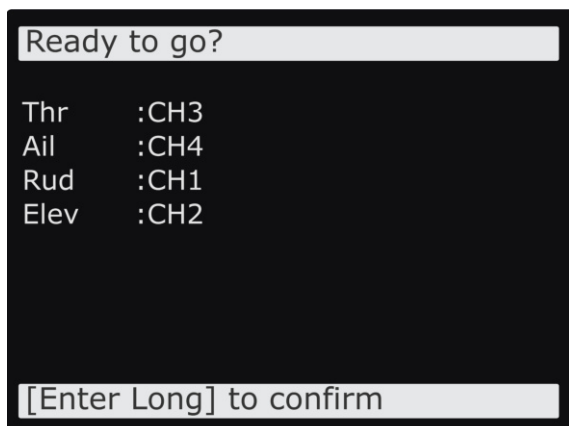 Ready to go?
Thr :CH3
Ail :CH4
Rud :CH1
Elev :CH2
[Enter Long] to confirm